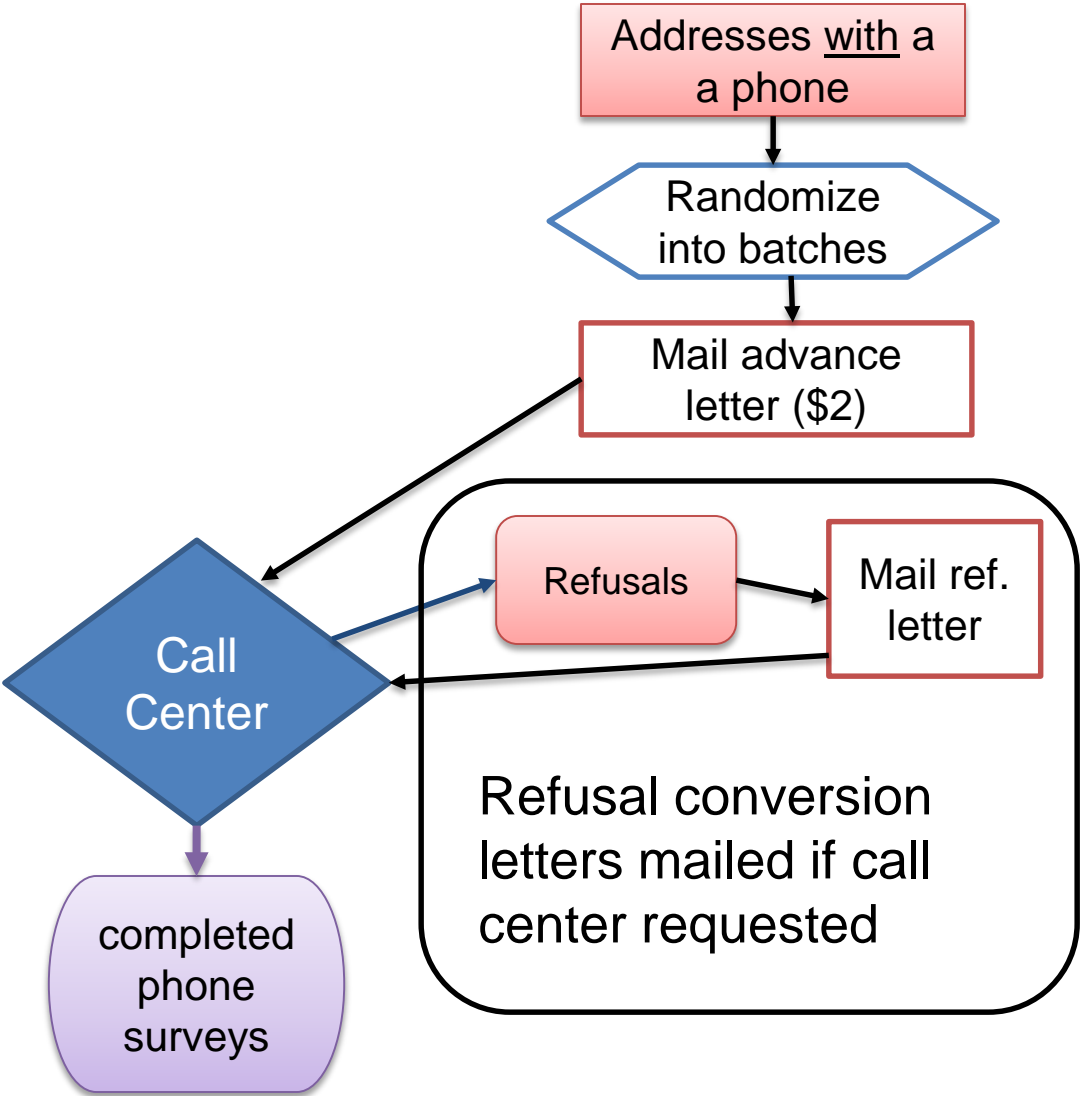 Addresses with a
a phone
Randomize
into batches
Mail advance
letter ($2)
Refusals
Mail ref.
letter
Call
Center
Refusal conversion
letters mailed if call
center requested
completed
phone
surveys